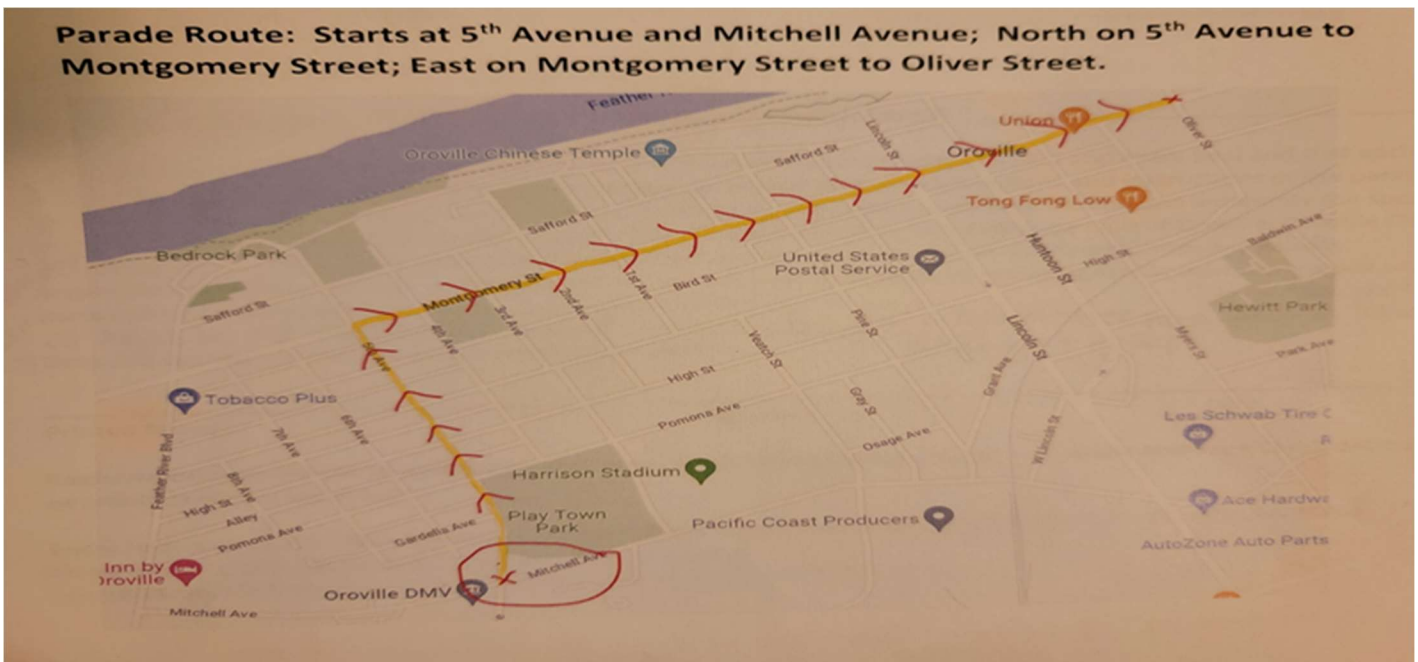 Parade Route: Starts at 5th Avenue and Mitchell Avenue; North on 5th Avenue to
Montgomery Street; East on Montgomery Street to Oliver Street.
Feather
Union
Lincoln St
Oliver St
Oroville Chinese Temple
Safford St
Oroville
Tong Fong Low
Safford St
Baldwin Ave
Bedrock Park
United States
Postal Service
Huntoon St
High St
Montgomery St
1st Ave
Bird St
2nd Ave
Safford St
3rd Ave
Hewitt Park
4th Ave
Pine St
Lincoln St
Myers St
Veatch St
Park Ave
5th Ave
High St
Grant Ave
Tobacco Plus
Gray St
Pomona Ave
Les Schwab Tire C
6th Ave
7th Ave
Osage Ave
W Lincoln St
Feather River Blvd
Harrison Stadium
8th Ave
High St
Ace Hardwa
Alley
Play Town
Park
Pacific Coast Producers
Gardella Ave
Pomona Ave
AutoZone Auto Parts
Inn by
Oroville
Mitchell Ave
Oroville DMV
Mitchell Ave